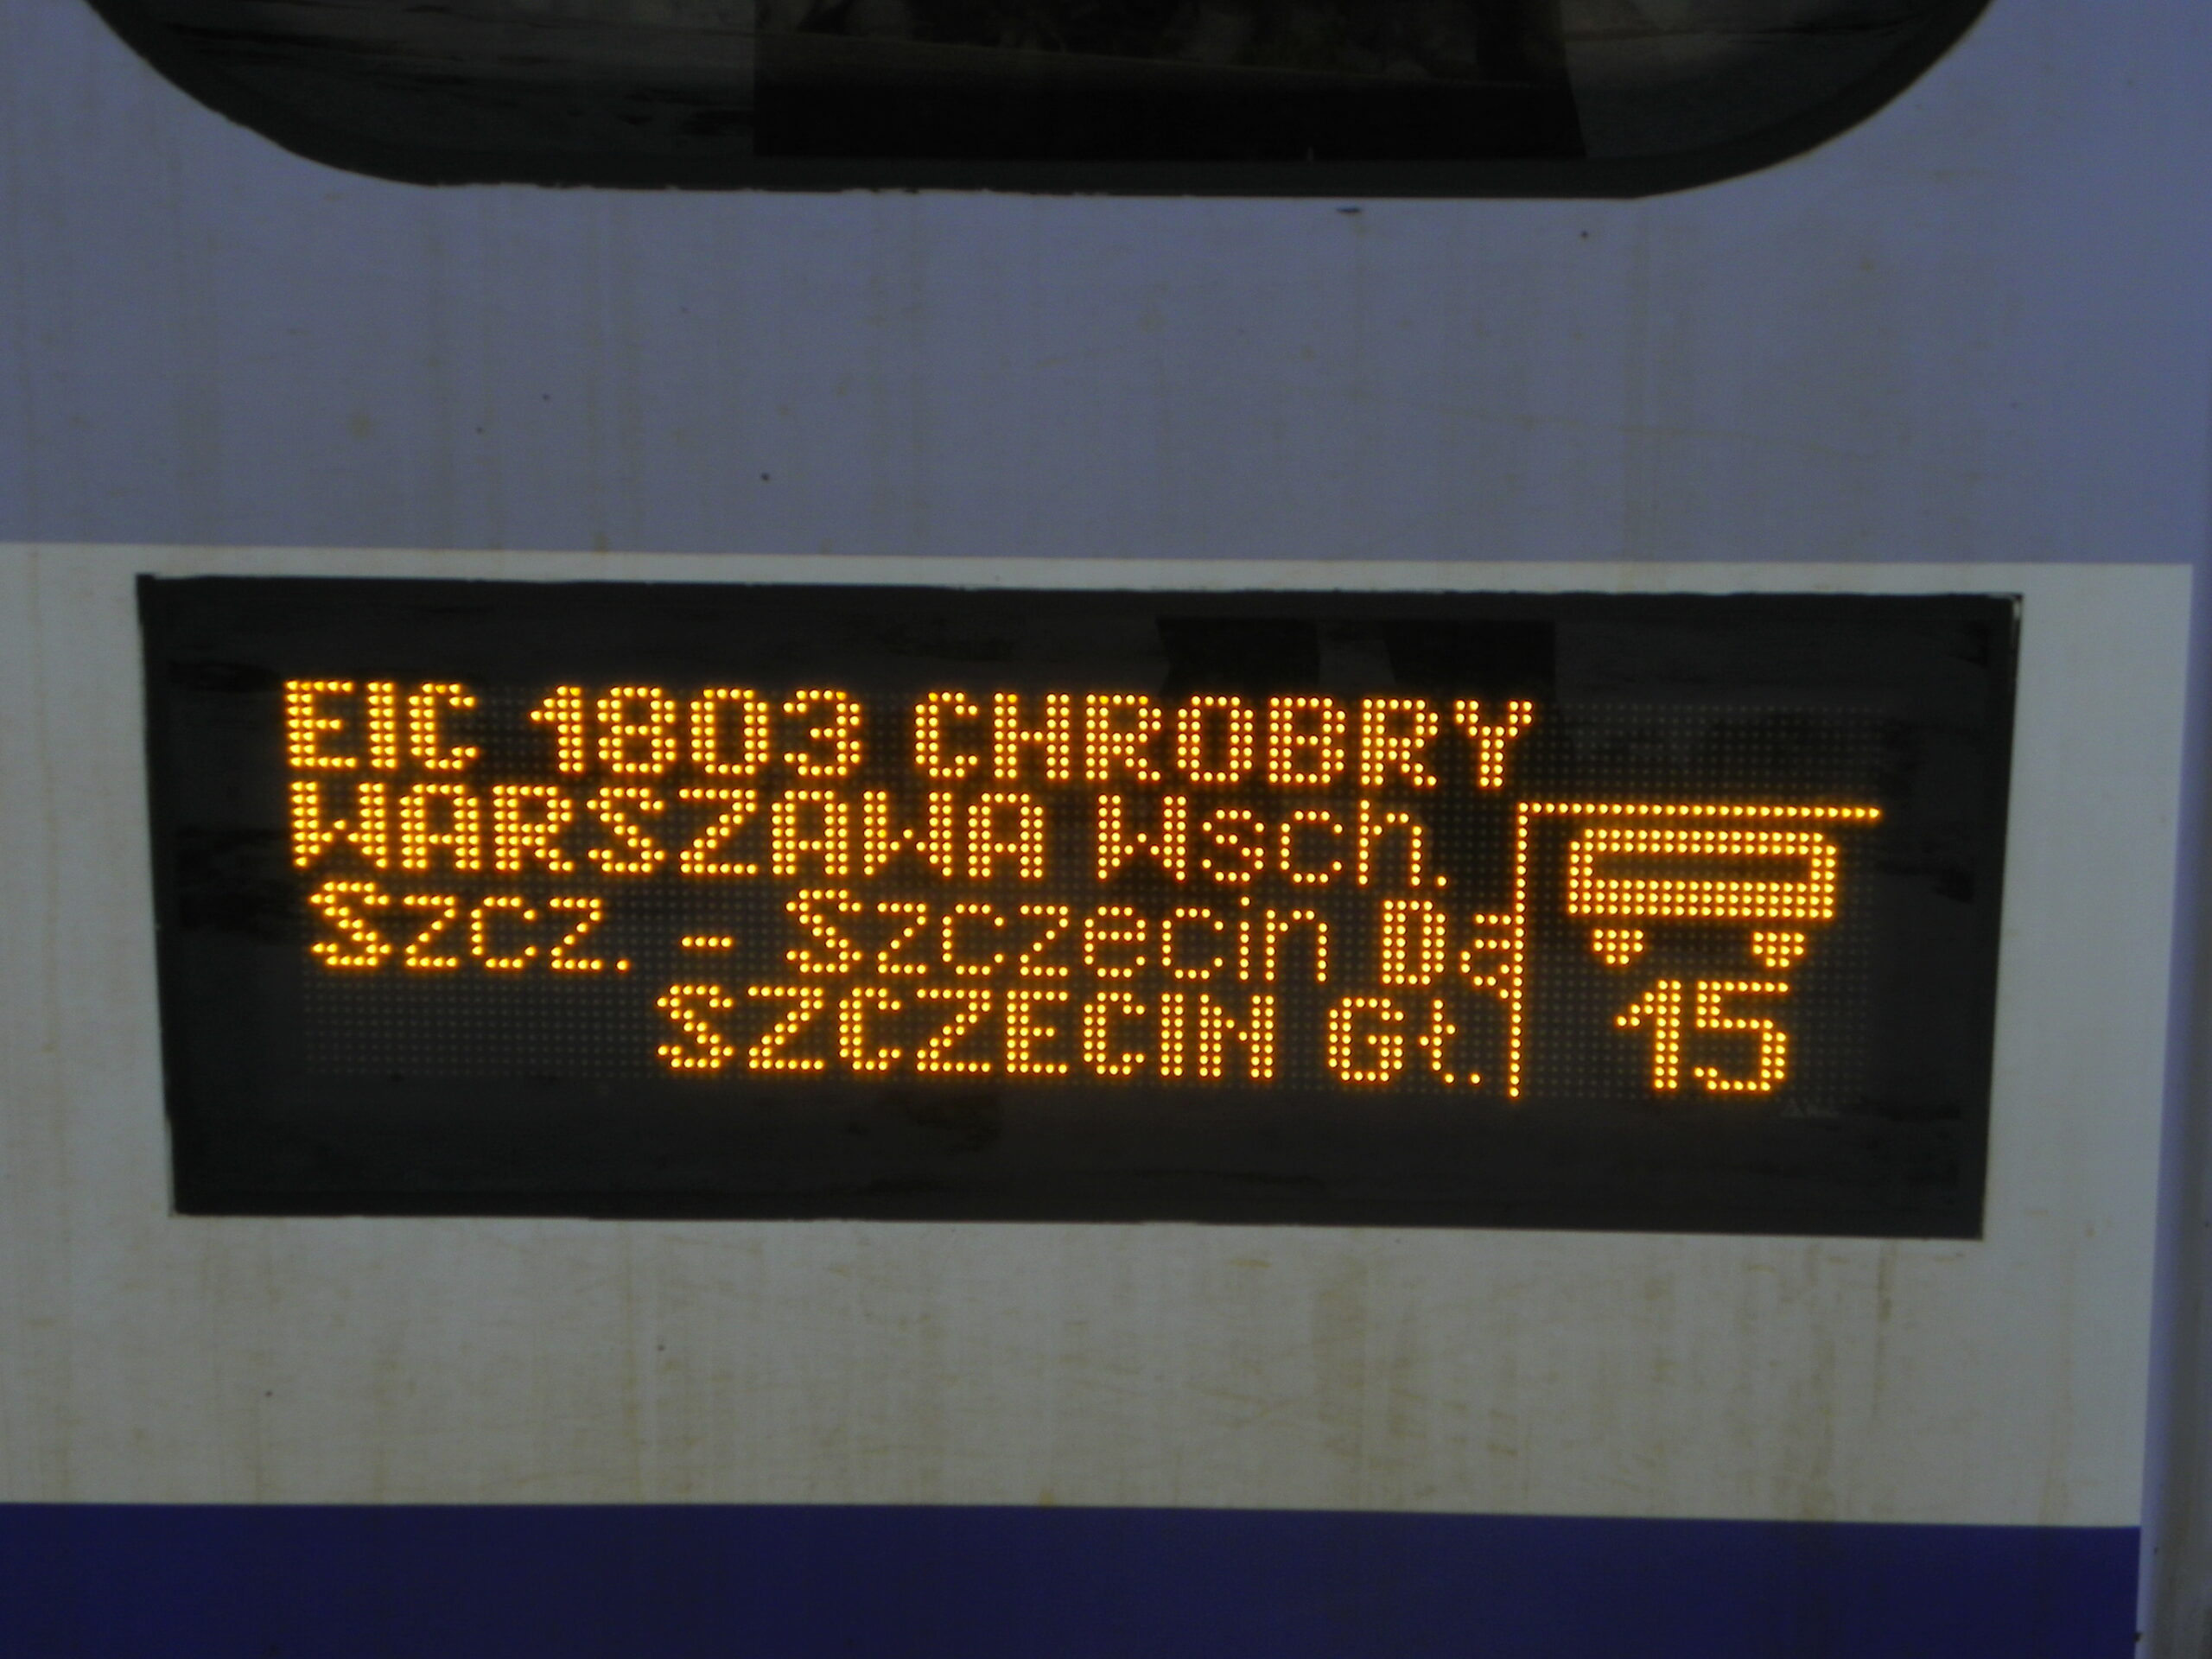 EIC 1803 CHROBRY
WARSZAWA Wsch.
Szcz. - Szczecin Dą
SZCZECIN Gł.
15